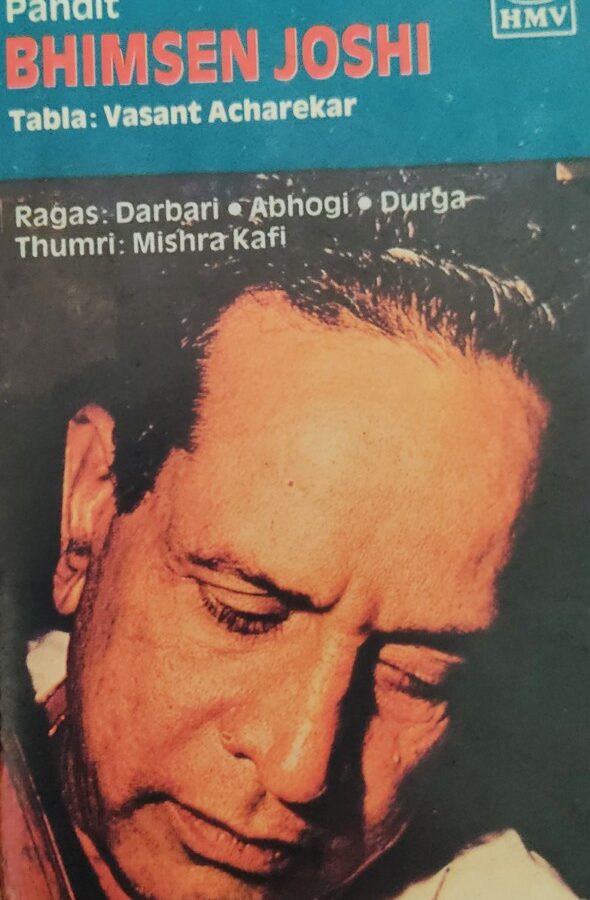 Pandit
BHIMSEN JOSHI
HMV
Tabla: Vasant Acharekar
Ragas: Darbari • Abhogi • Durga
Thumri: Mishra Kafi